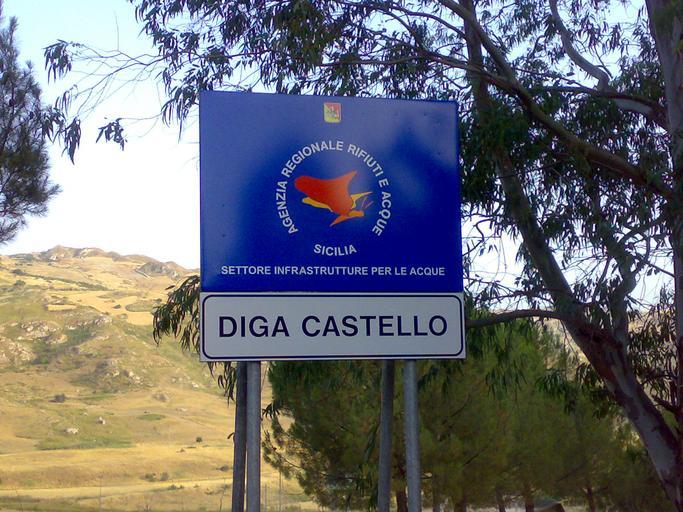 AGENZIA REGIONALE RIFIUTI E ACQUE
SICILIA
SETTORE INFRASTRUTTURE PER LE ACQUE
DIGA CASTELLO